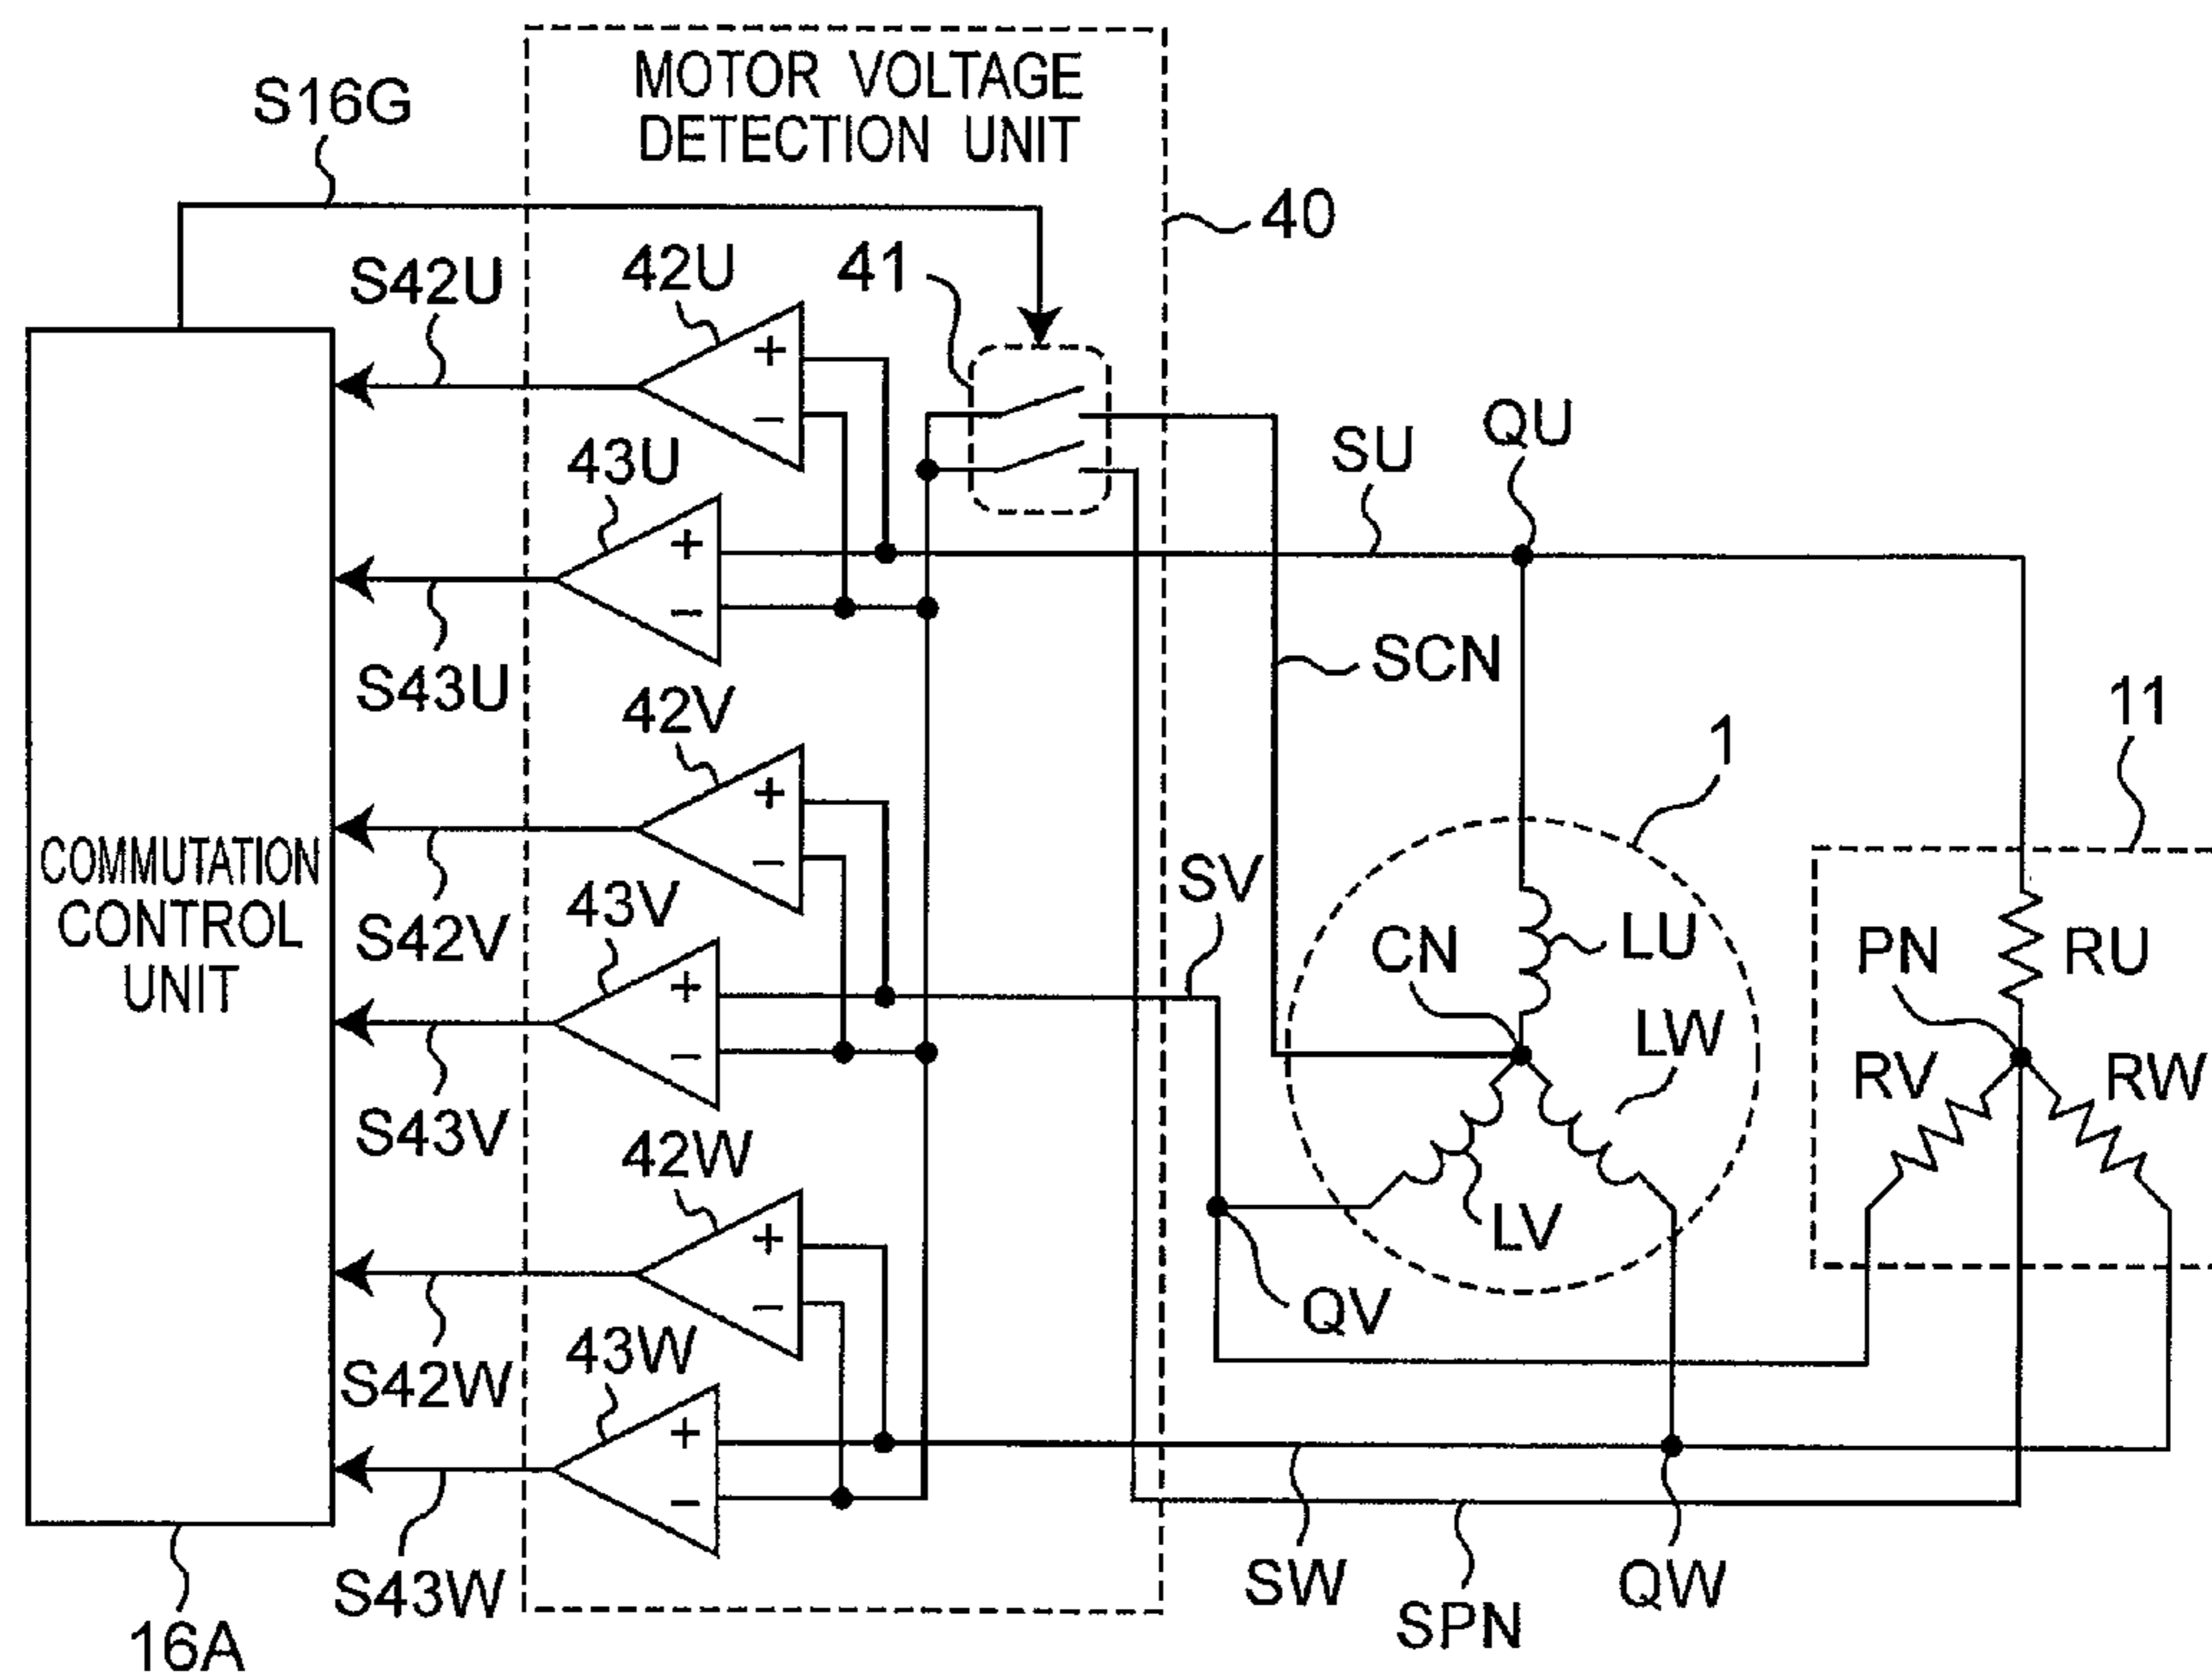 MOTOR VOLTAGE
DETECTION UNIT
S16G
40
S42U
42U
41
+
−
43U
SU
QU
+
−
S43U
SCN
42V
1
11
+
−
COMMUTATION
CONTROL
UNIT
43V
SV
S42V
CN
LU
PN
RU
+
−
LW
RV
RW
S43V
42W
LV
+
−
QV
43W
S42W
+
−
S43W
SW
QW
SPN
16A